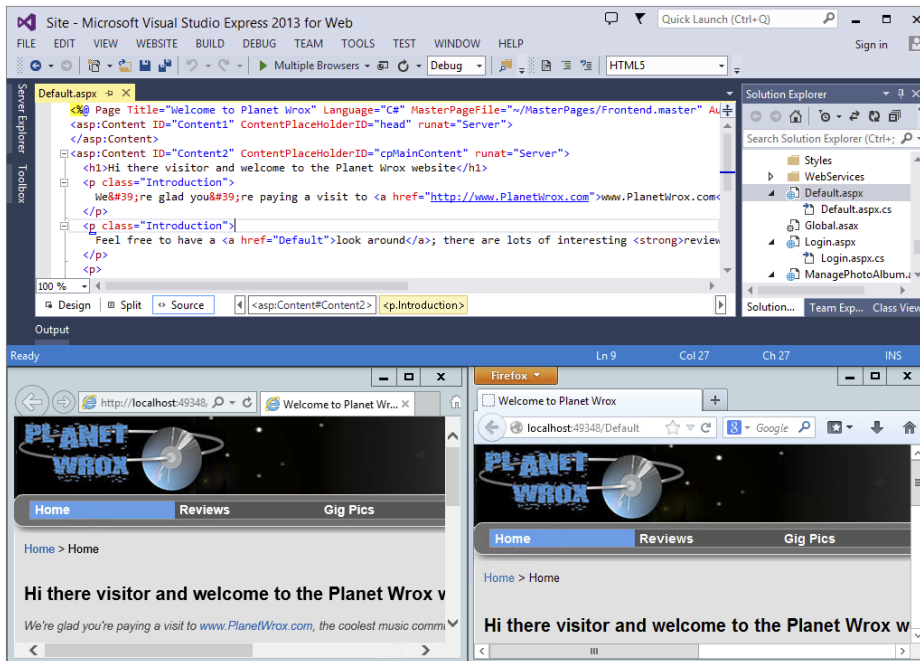 Site - Microsoft Visual Studio Express 2013 for Web
Quick Launch (Ctrl+Q)
FILE EDIT VIEW WEBSITE BUILD DEBUG TEAM TOOLS TEST WINDOW HELP
Sign in
Multiple Browsers Debug HTML5
Server Explorer
Toolbox
Default.aspx
<%@ Page Title="Welcome to Planet Wrox" Language="C#" MasterPageFile="~/MasterPages/Frontend.master" Au
<asp:Content ID="Content1" ContentPlaceHolderID="head" runat="Server">
</asp:Content>
<asp:Content ID="Content2" ContentPlaceHolderID="cpMainContent" runat="Server">
<h1>Hi there visitor and welcome to the Planet Wrox website</h1>
<p class="Introduction">
We&#39;re glad you&#39;re paying a visit to <a href="http://www.PlanetWrox.com">www.PlanetWrox.com<
</p>
<p class="Introduction">
Feel free to have a <a href="Default">look around</a>; there are lots of interesting <strong>review
</p>
<p>
100 %
Design Split Source <asp:Content#Content2> <p.Introduction>
Solution Explorer
Search Solution Explorer (Ctrl+;
Styles
WebServices
Default.aspx
Default.aspx.cs
Global.asax
Login.aspx
Login.aspx.cs
ManagePhotoAlbum.a
Solution... Team Exp... Class View
Output
Ready Ln 9 Col 27 Ch 27 INS
http://localhost:49348,
Welcome to Planet Wr...
PLANET
WROX
Home Reviews Gig Pics
Home > Home
Hi there visitor and welcome to the Planet Wrox w
We're glad you're paying a visit to www.PlanetWrox.com, the coolest music comm
Firefox
Welcome to Planet Wrox
localhost:49348/Default
Google
PLANET
WROX
Home Reviews Gig Pics
Home > Home
Hi there visitor and welcome to the Planet Wrox w